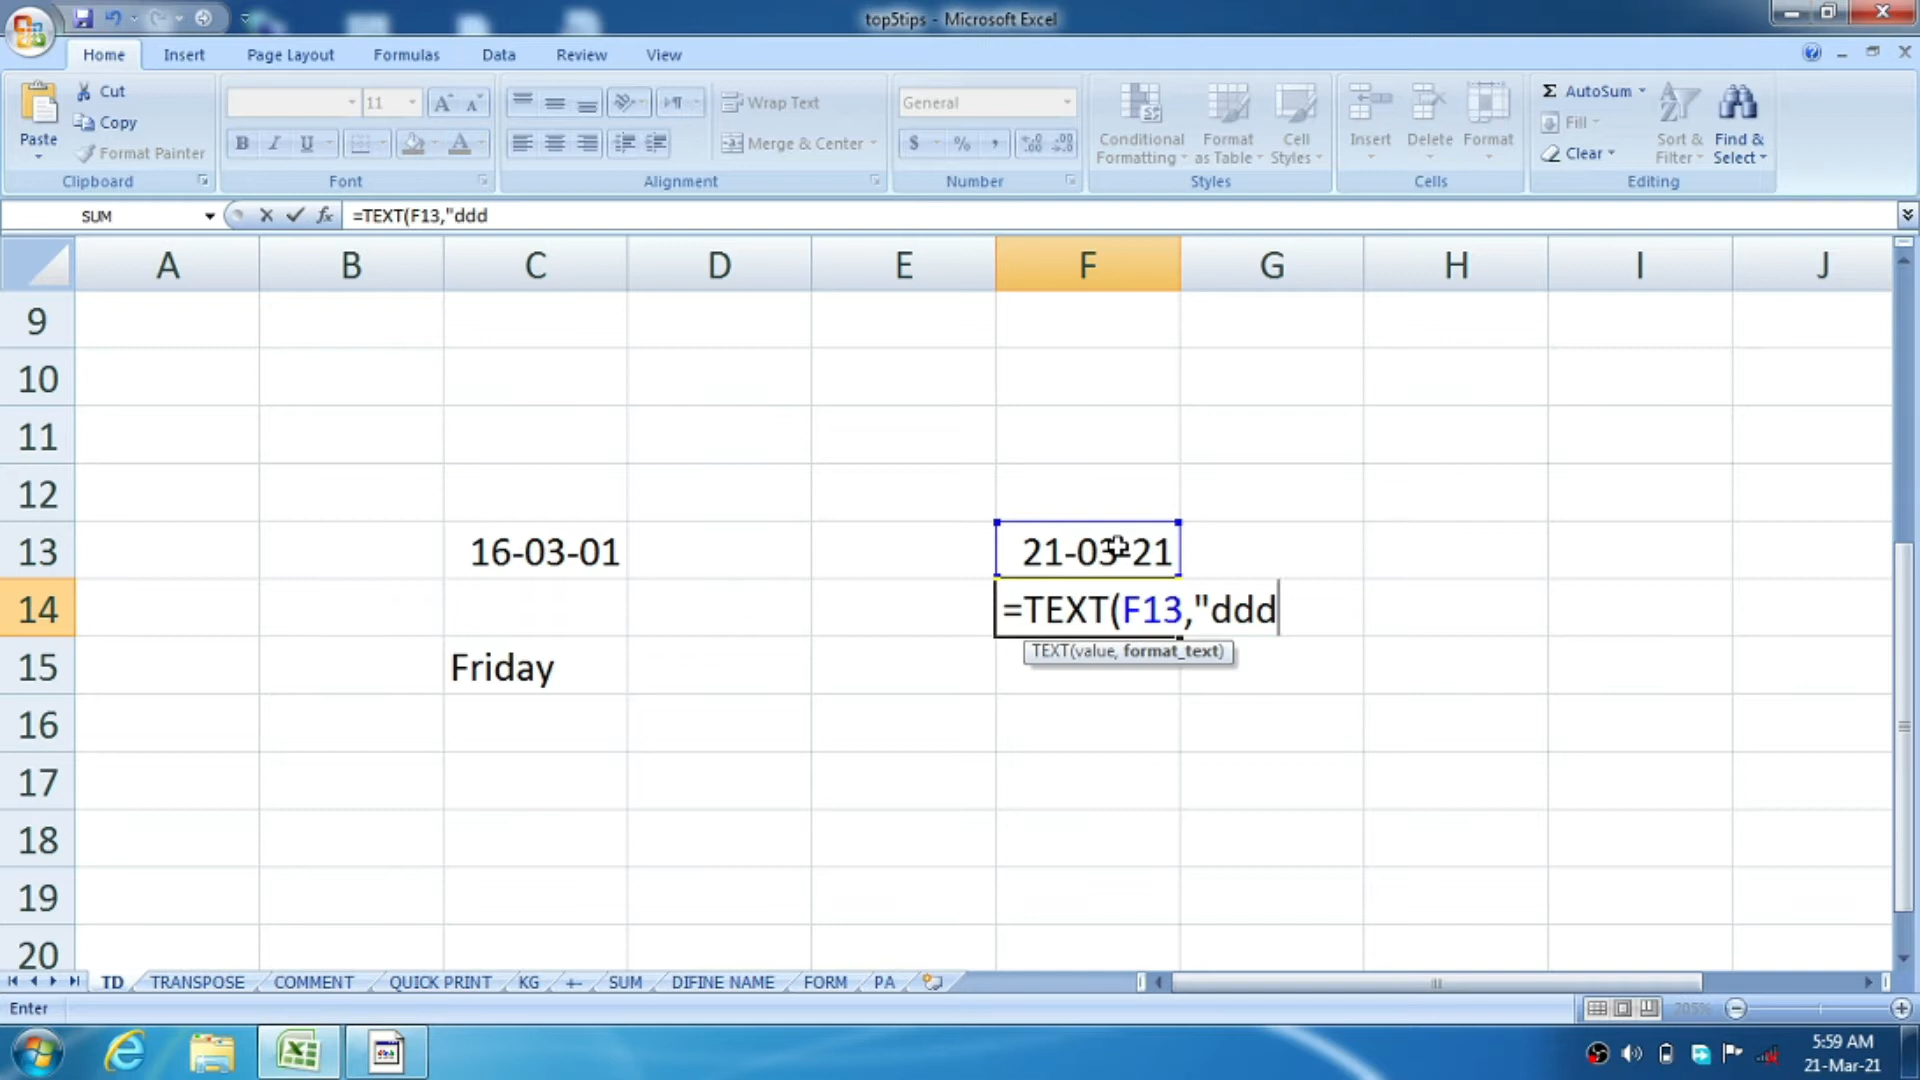 top5tips - Microsoft Excel
Home Insert Page Layout Formulas Data Review View
Paste
Cut
Copy
Format Painter
Clipboard
11
B I U
Font
Wrap Text
Merge & Center
Alignment
General
$ % ,
Number
Conditional Formatting
Format as Table
Cell Styles
Styles
Insert
Delete
Format
Cells
Σ AutoSum
Fill
Clear
Sort & Filter
Find & Select
Editing
SUM fx =TEXT(F13,"ddd
A B C D E F G H I J
9
10
11
12
13 16-03-01 21-03-21
14 =TEXT(F13,"ddd
TEXT(value, format_text)
15 Friday
16
17
18
19
20
TD TRANSPOSE COMMENT QUICK PRINT KG +- SUM DIFINE NAME FORM PA
Enter 205%
5:59 AM
21-Mar-21